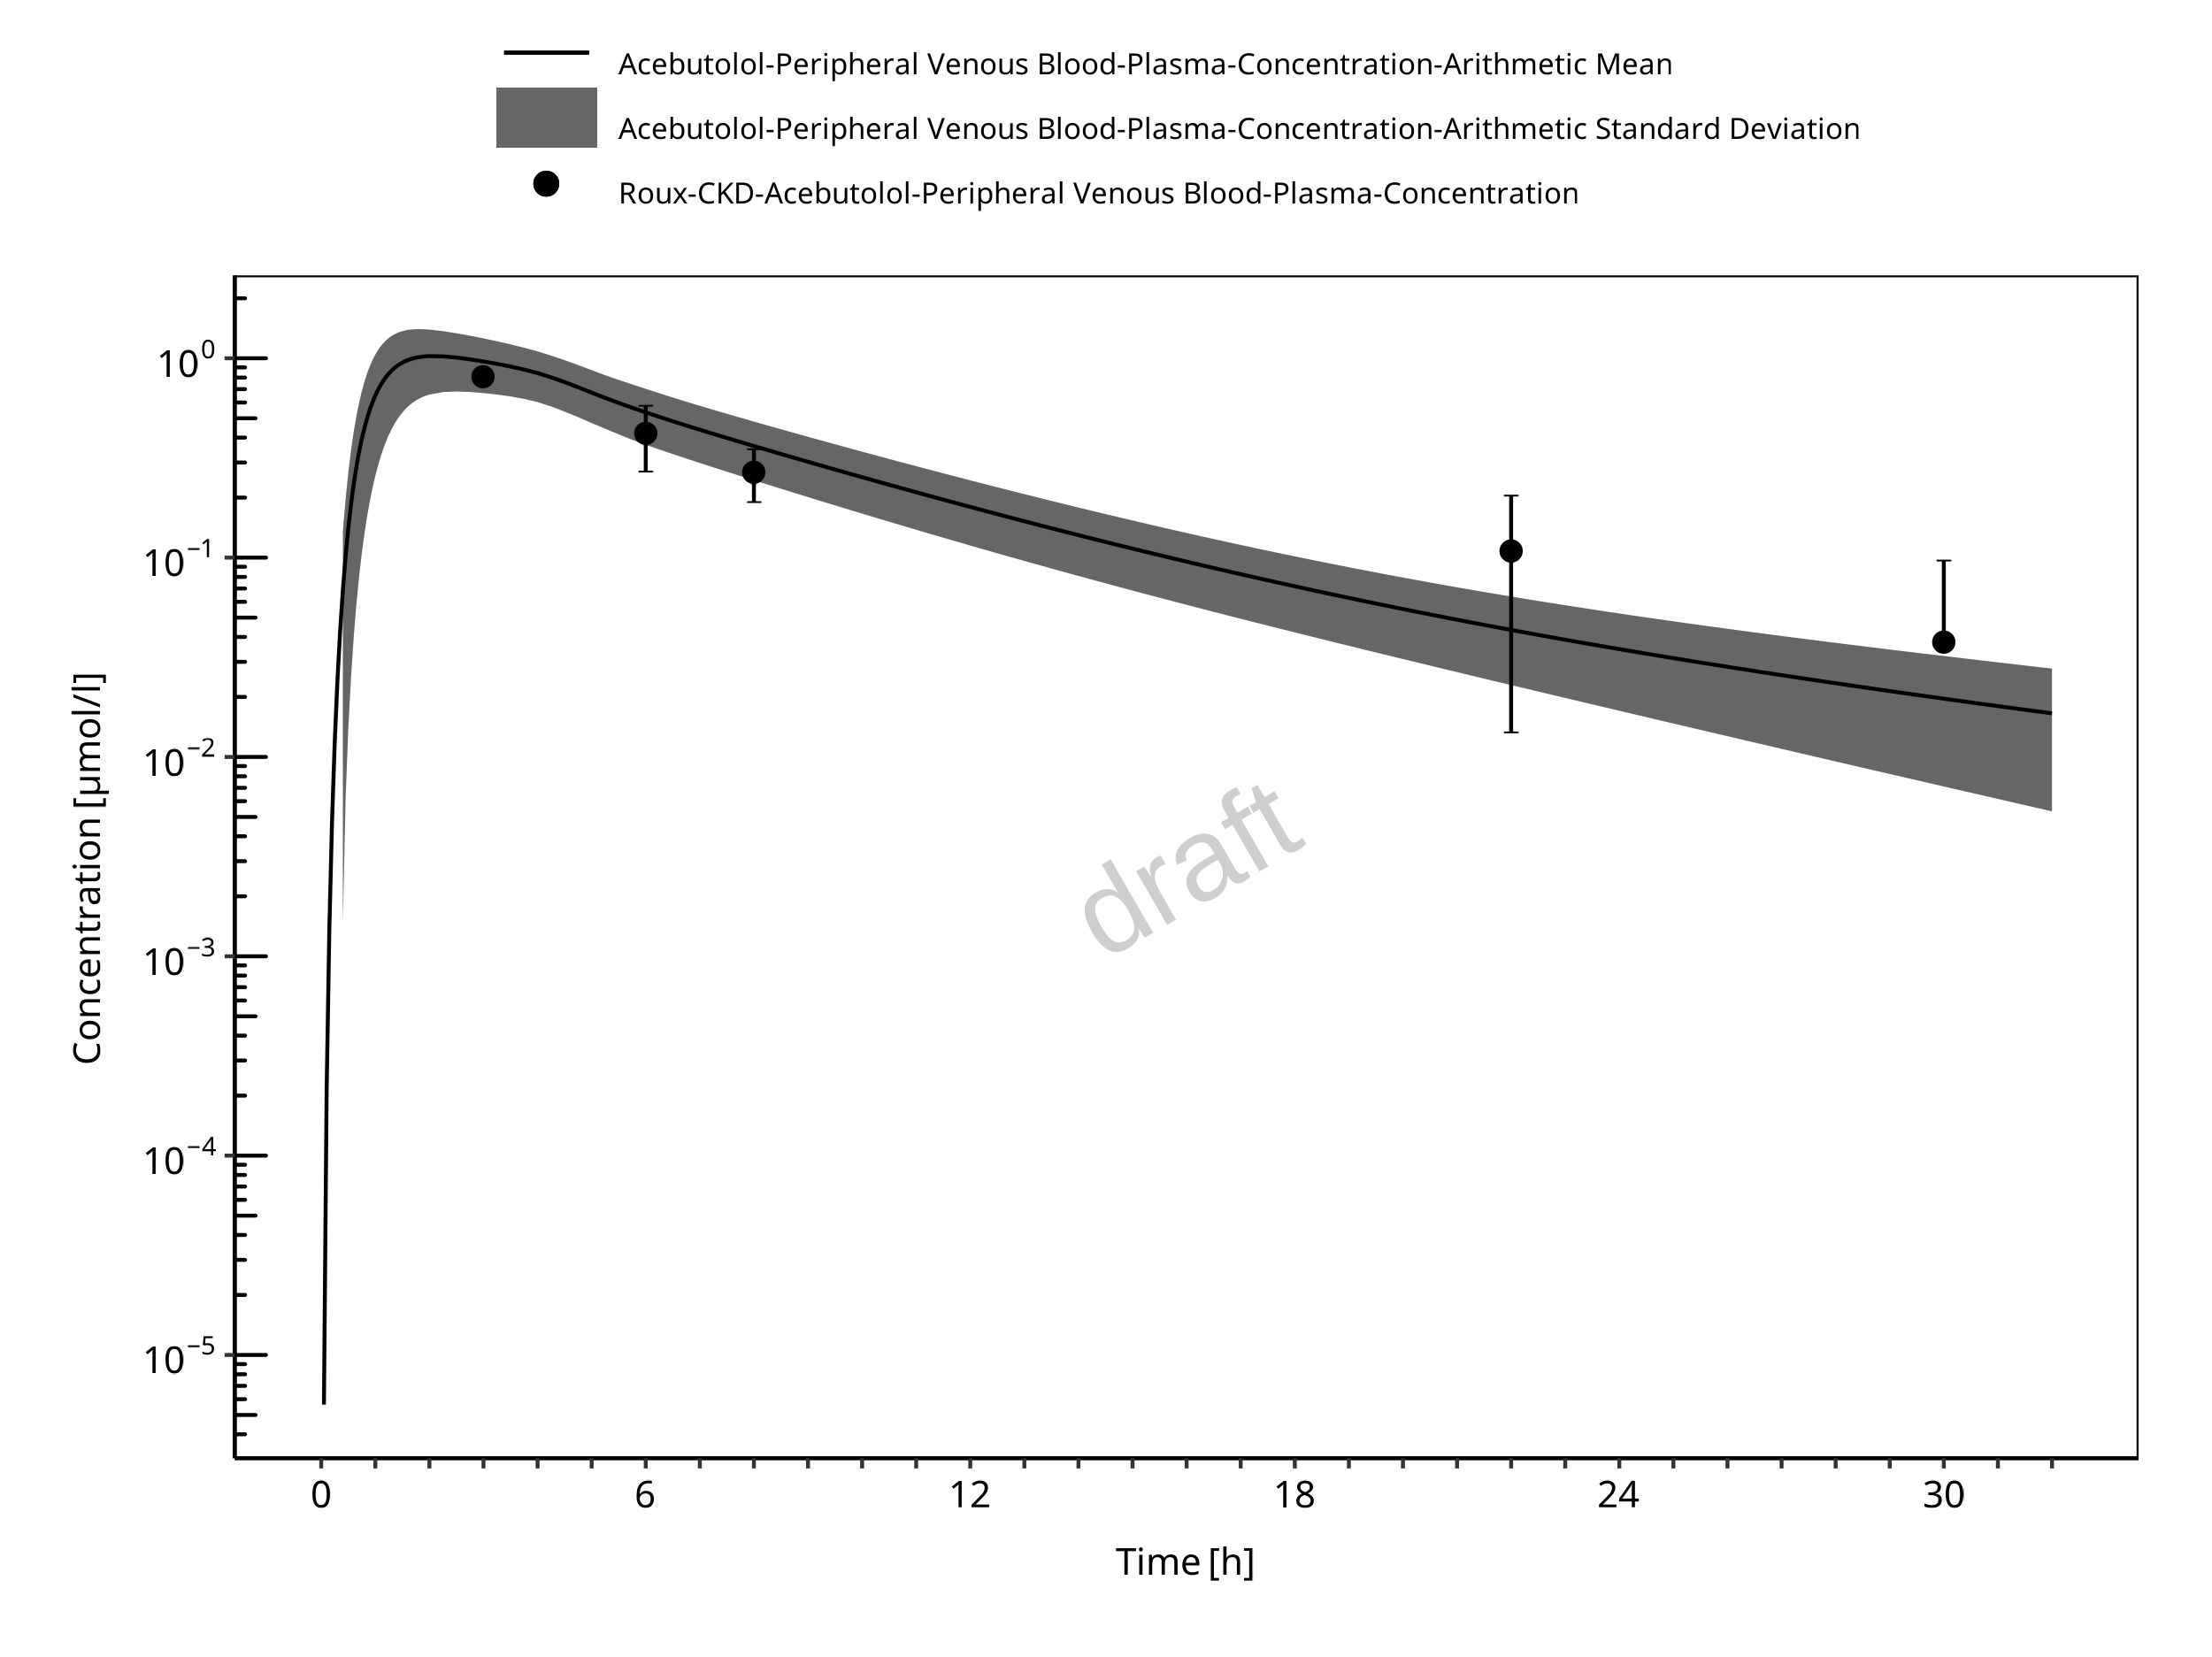 Acebutolol-Peripheral Venous Blood-Plasma-Concentration-Arithmetic Mean
Acebutolol-Peripheral Venous Blood-Plasma-Concentration-Arithmetic Standard Deviation
Roux-CKD-Acebutolol-Peripheral Venous Blood-Plasma-Concentration
Concentration [µmol/l]
10⁰
10⁻¹
10⁻²
10⁻³
10⁻⁴
10⁻⁵
draft
0 6 12 18 24 30
Time [h]